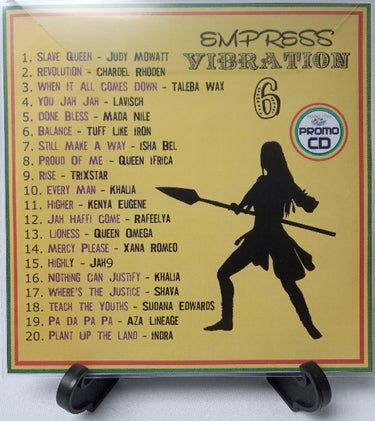 EMPRESS
VIBRATION
6
PROMO
CD
1. SLAVE QUEEN - JUDY MOWATT
2. REVOLUTION - CHARDEL RHODEN
3. WHEN IT ALL COMES DOWN - TALEBA WAX
4. YOU JAH JAH - LAVISCH
5. DONE BLESS - MADA NILE
6. BALANCE - TUFF LIKE IRON
7. STILL MAKE A WAY - ISHA BEL
8. PROUD OF ME - QUEEN IFRICA
9. RISE - TRIXSTAR
10. EVERY MAN - KHALIA
11. HIGHER - KENYA EUGENE
12. JAH HAFFI COME - RAFEELYA
13. LIONESS - QUEEN OMEGA
14. MERCY PLEASE - XANA ROMEO
15. HIGHLY - JAH9
16. NOTHING CAN JUSTIFY - KHALIA
17. WHERE'S THE JUSTICE - SHAVA
18. TEACH THE YOUTHS - SUDANA EDWARDS
19. PA DA PA PA - AZA LINEAGE
20. PLANT UP THE LAND - INDRA